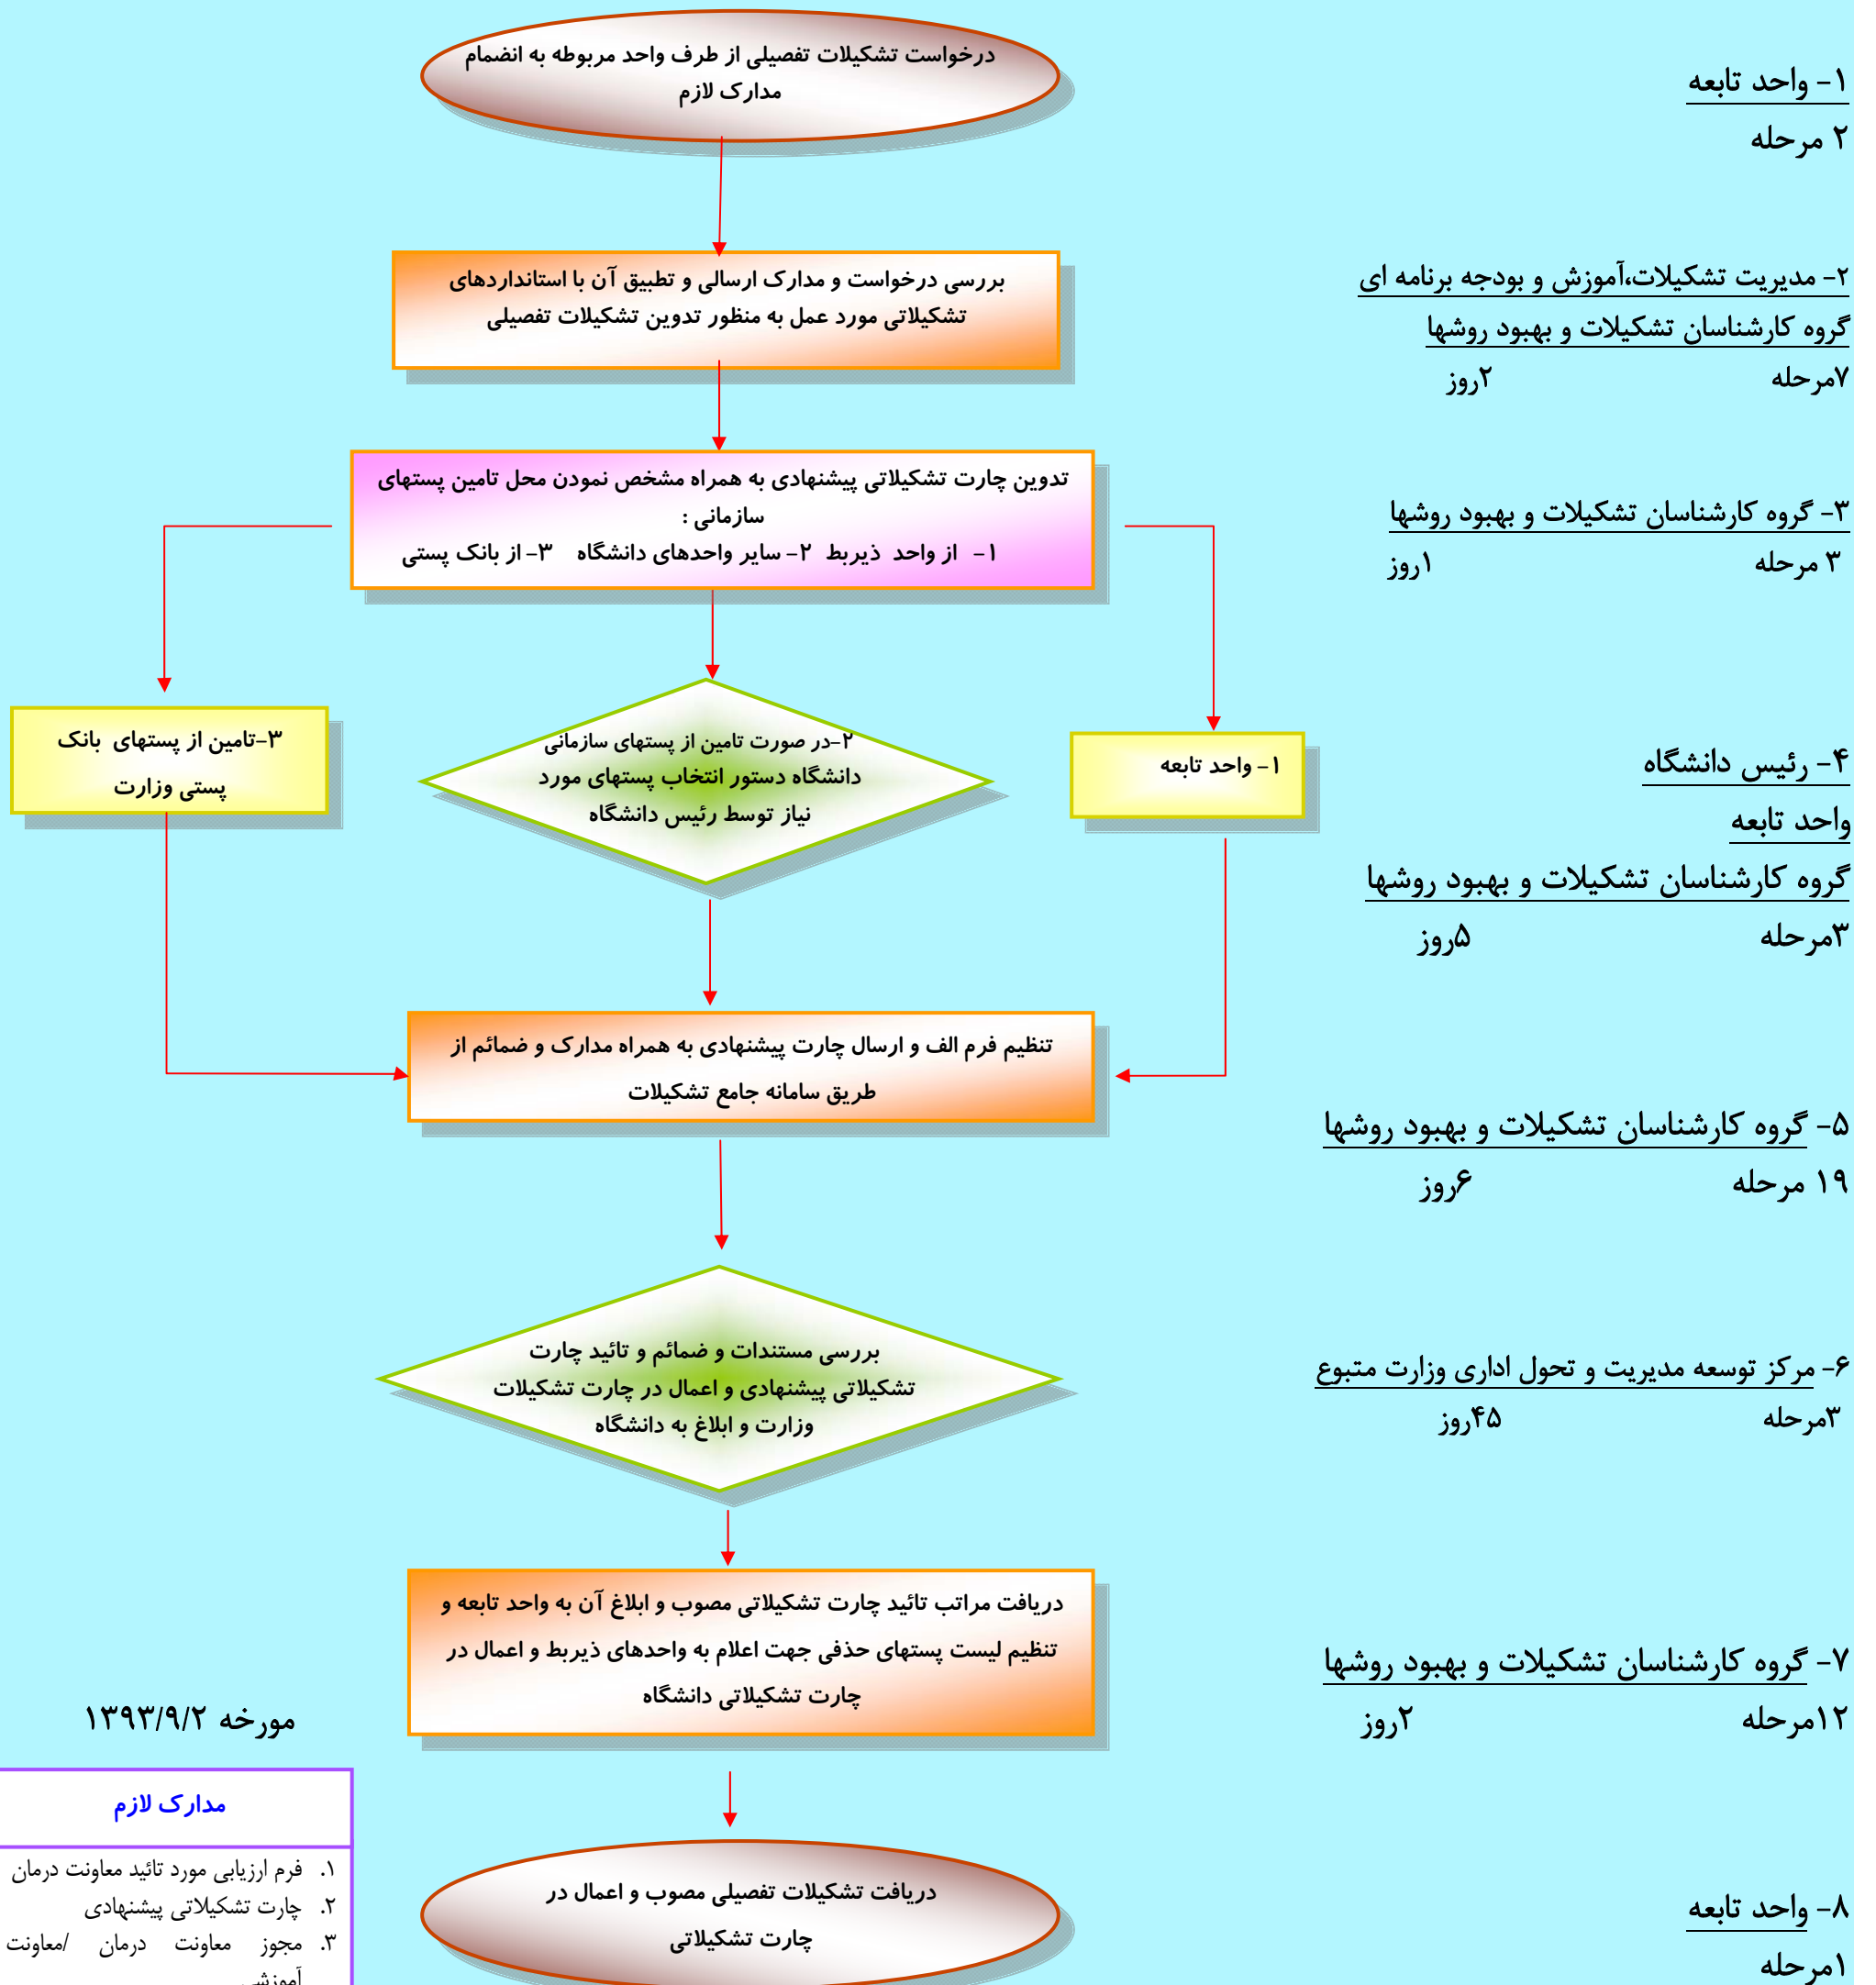 درخواست تشکیلات تفصیلی از طرف واحد مربوطه به انضمام
مدارک لازم
۱- واحد تابعه
۲ مرحله
بررسی درخواست و مدارک ارسالی و تطبیق آن با استانداردهای
تشکیلاتی مورد عمل به منظور تدوین تشکیلات تفصیلی
۲- مدیریت تشکیلات،آموزش و بودجه برنامه ای
گروه کارشناسان تشکیلات و بهبود روشها
۷مرحله ۲روز
تدوین چارت تشکیلاتی پیشنهادی به همراه مشخص نمودن محل تامین پستهای
سازمانی :
۱- از واحد ذیربط ۲- سایر واحدهای دانشگاه ۳- از بانک پستی
۳- گروه کارشناسان تشکیلات و بهبود روشها
۳ مرحله ۱روز
۱- واحد تابعه
۲-در صورت تامین از پستهای سازمانی
دانشگاه دستور انتخاب پستهای مورد
نیاز توسط رئیس دانشگاه
۳-تامین از پستهای بانک
پستی وزارت
۴- رئیس دانشگاه
واحد تابعه
گروه کارشناسان تشکیلات و بهبود روشها
۳مرحله ۵روز
تنظیم فرم الف و ارسال چارت پیشنهادی به همراه مدارک و ضمائم از
طریق سامانه جامع تشکیلات
۵- گروه کارشناسان تشکیلات و بهبود روشها
۱۹ مرحله ۶روز
بررسی مستندات و ضمائم و تائید چارت
تشکیلاتی پیشنهادی و اعمال در چارت تشکیلات
وزارت و ابلاغ به دانشگاه
۶- مرکز توسعه مدیریت و تحول اداری وزارت متبوع
۳مرحله ۴۵روز
دریافت مراتب تائید چارت تشکیلاتی مصوب و ابلاغ آن به واحد تابعه و
تنظیم لیست پستهای حذفی جهت اعلام به واحدهای ذیربط و اعمال در
چارت تشکیلاتی دانشگاه
۷- گروه کارشناسان تشکیلات و بهبود روشها
۱۲مرحله ۲روز
مورخه ۱۳۹۳/۹/۲
دریافت تشکیلات تفصیلی مصوب و اعمال در
چارت تشکیلاتی
۸- واحد تابعه
۱مرحله
مدارک لازم
۱. فرم ارزیابی مورد تائید معاونت درمان
۲. چارت تشکیلاتی پیشنهادی
۳. مجوز معاونت درمان /معاونت
آموزشی